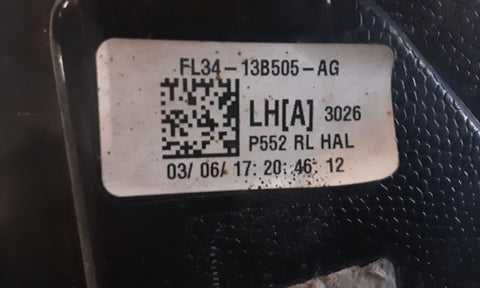 FL34-13B505-AG
LH[A] 3026
P552 RL HAL
03/ 06/ 17: 20: 46: 12